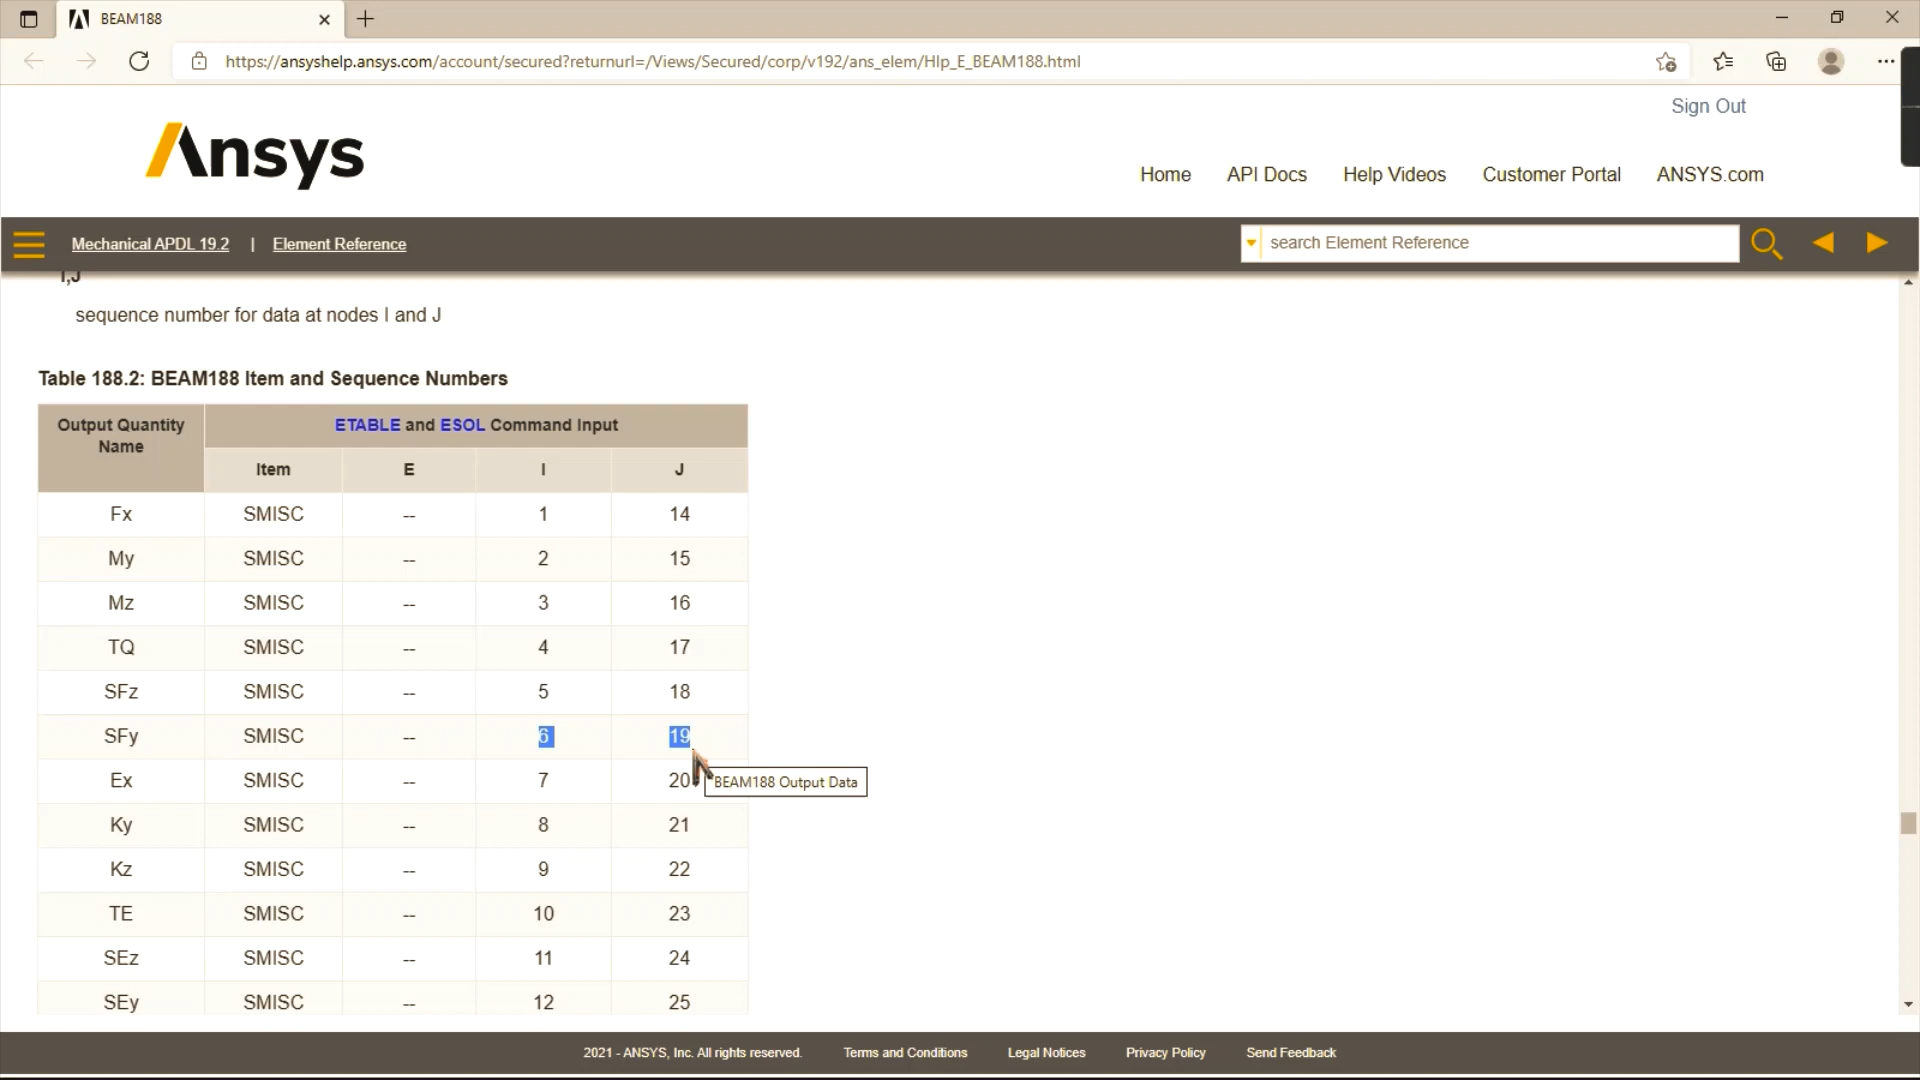 BEAM188
https://ansyshelp.ansys.com/account/secured?returnurl=/Views/Secured/corp/v192/ans_elem/Hlp_E_BEAM188.html
Sign Out
Ansys
Home API Docs Help Videos Customer Portal ANSYS.com
Mechanical APDL 19.2 | Element Reference search Element Reference
I,J
sequence number for data at nodes I and J
Table 188.2: BEAM188 Item and Sequence Numbers
Output Quantity Name ETABLE and ESOL Command Input
Item E I J
Fx SMISC -- 1 14
My SMISC -- 2 15
Mz SMISC -- 3 16
TQ SMISC -- 4 17
SFz SMISC -- 5 18
SFy SMISC -- 6 19
Ex SMISC -- 7 20
BEAM188 Output Data
Ky SMISC -- 8 21
Kz SMISC -- 9 22
TE SMISC -- 10 23
SEz SMISC -- 11 24
SEy SMISC -- 12 25
2021 - ANSYS, Inc. All rights reserved. Terms and Conditions Legal Notices Privacy Policy Send Feedback